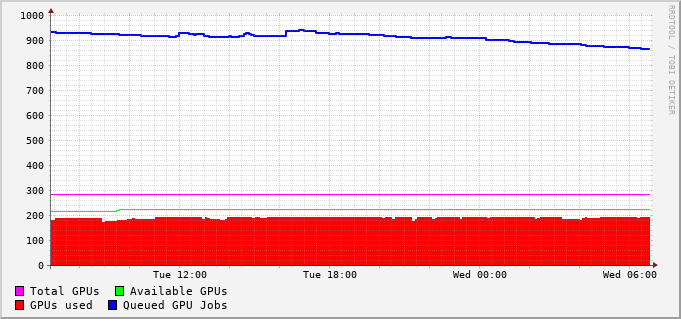 1000
900
800
700
600
500
400
300
200
100
0
Tue 12:00 Tue 18:00 Wed 00:00 Wed 06:00
Total GPUs Available GPUs
GPUs used Queued GPU Jobs
RRDTOOL / TOBI OETIKER